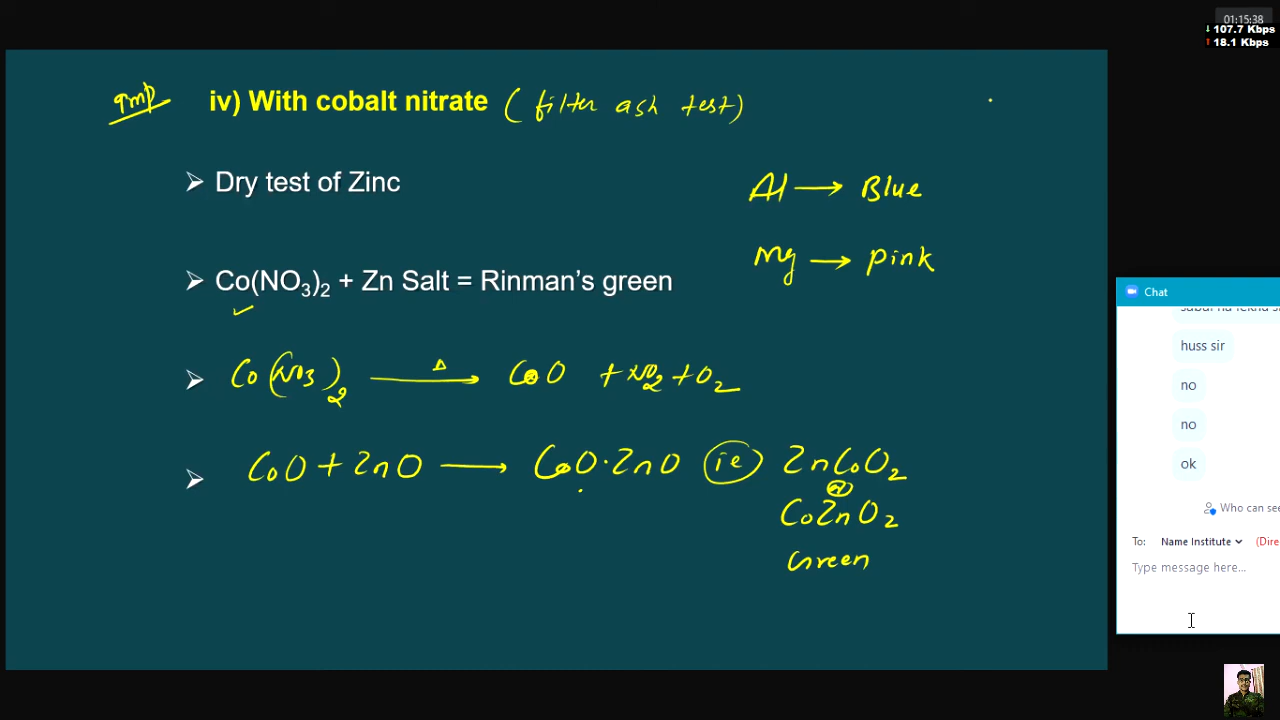 01:15:38
↓ 107.7 Kbps
↑ 18.1 Kbps
Imp iv) With cobalt nitrate (filter ash test)
➢ Dry test of Zinc
Al → Blue
Mg → Pink
➢ Co(NO₃)₂ + Zn Salt = Rinman's green
➢ Co(NO3)₂ —Δ→ CoO + NO₂ + O₂
➢ CoO + ZnO → CoO·ZnO ie ZnCoO₂
or
CoZnO₂
Green
Chat
huss sir
no
no
ok
Who can see
To: Name Institute (Dire
Type message here...